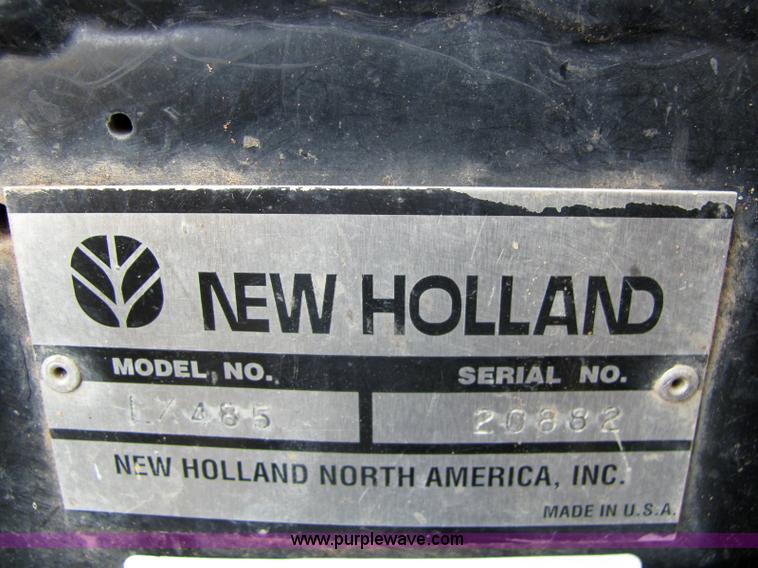 NEW HOLLAND
MODEL NO. SERIAL NO.
LX485 20882
NEW HOLLAND NORTH AMERICA, INC.
MADE IN U.S.A.
www.purplewave.com